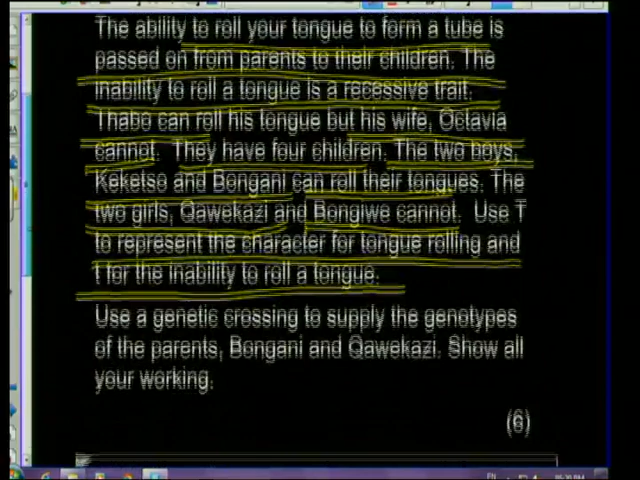 The ability to roll your tongue to form a tube is
passed on from parents to their children. The
inability to roll a tongue is a recessive trait.
Thabo can roll his tongue but his wife, Octavia
cannot. They have four children. The two boys,
Keketso and Bongani can roll their tongues. The
two girls, Qawekazi and Bongiwe cannot. Use T
to represent the character for tongue rolling and
t for the inability to roll a tongue.
Use a genetic crossing to supply the genotypes
of the parents, Bongani and Qawekazi. Show all
your working.
(6)